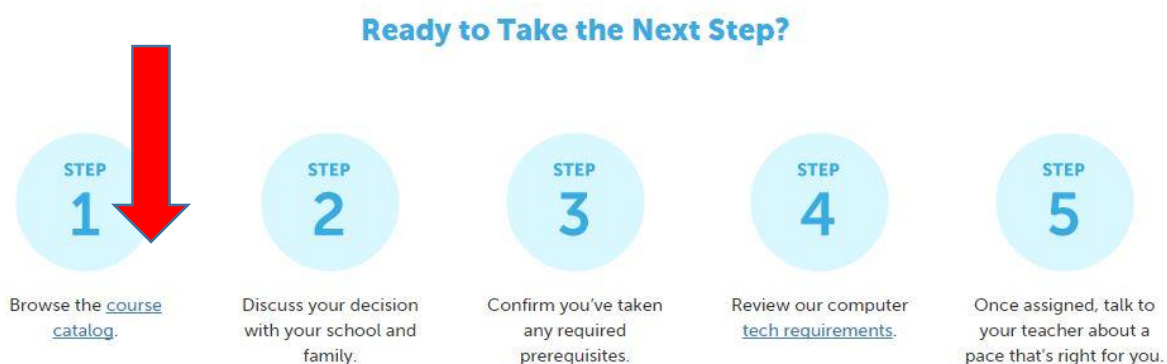 Ready to Take the Next Step?
STEP
1
Browse the course
catalog.
STEP
2
Discuss your decision
with your school and
family.
STEP
3
Confirm you've taken
any required
prerequisites.
STEP
4
Review our computer
tech requirements.
STEP
5
Once assigned, talk to
your teacher about a
pace that's right for you.